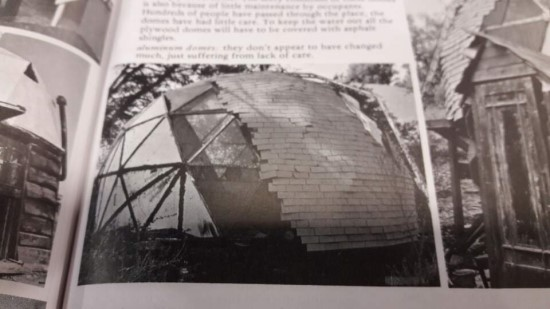 is also because of little maintenance by occupants.
Hundreds of people have passed through the place, the
domes have had little care. To keep the water out all the
plywood domes will have to be covered with asphalt
shingles.
aluminum domes: they don't appear to have changed
much, just suffering from lack of care.